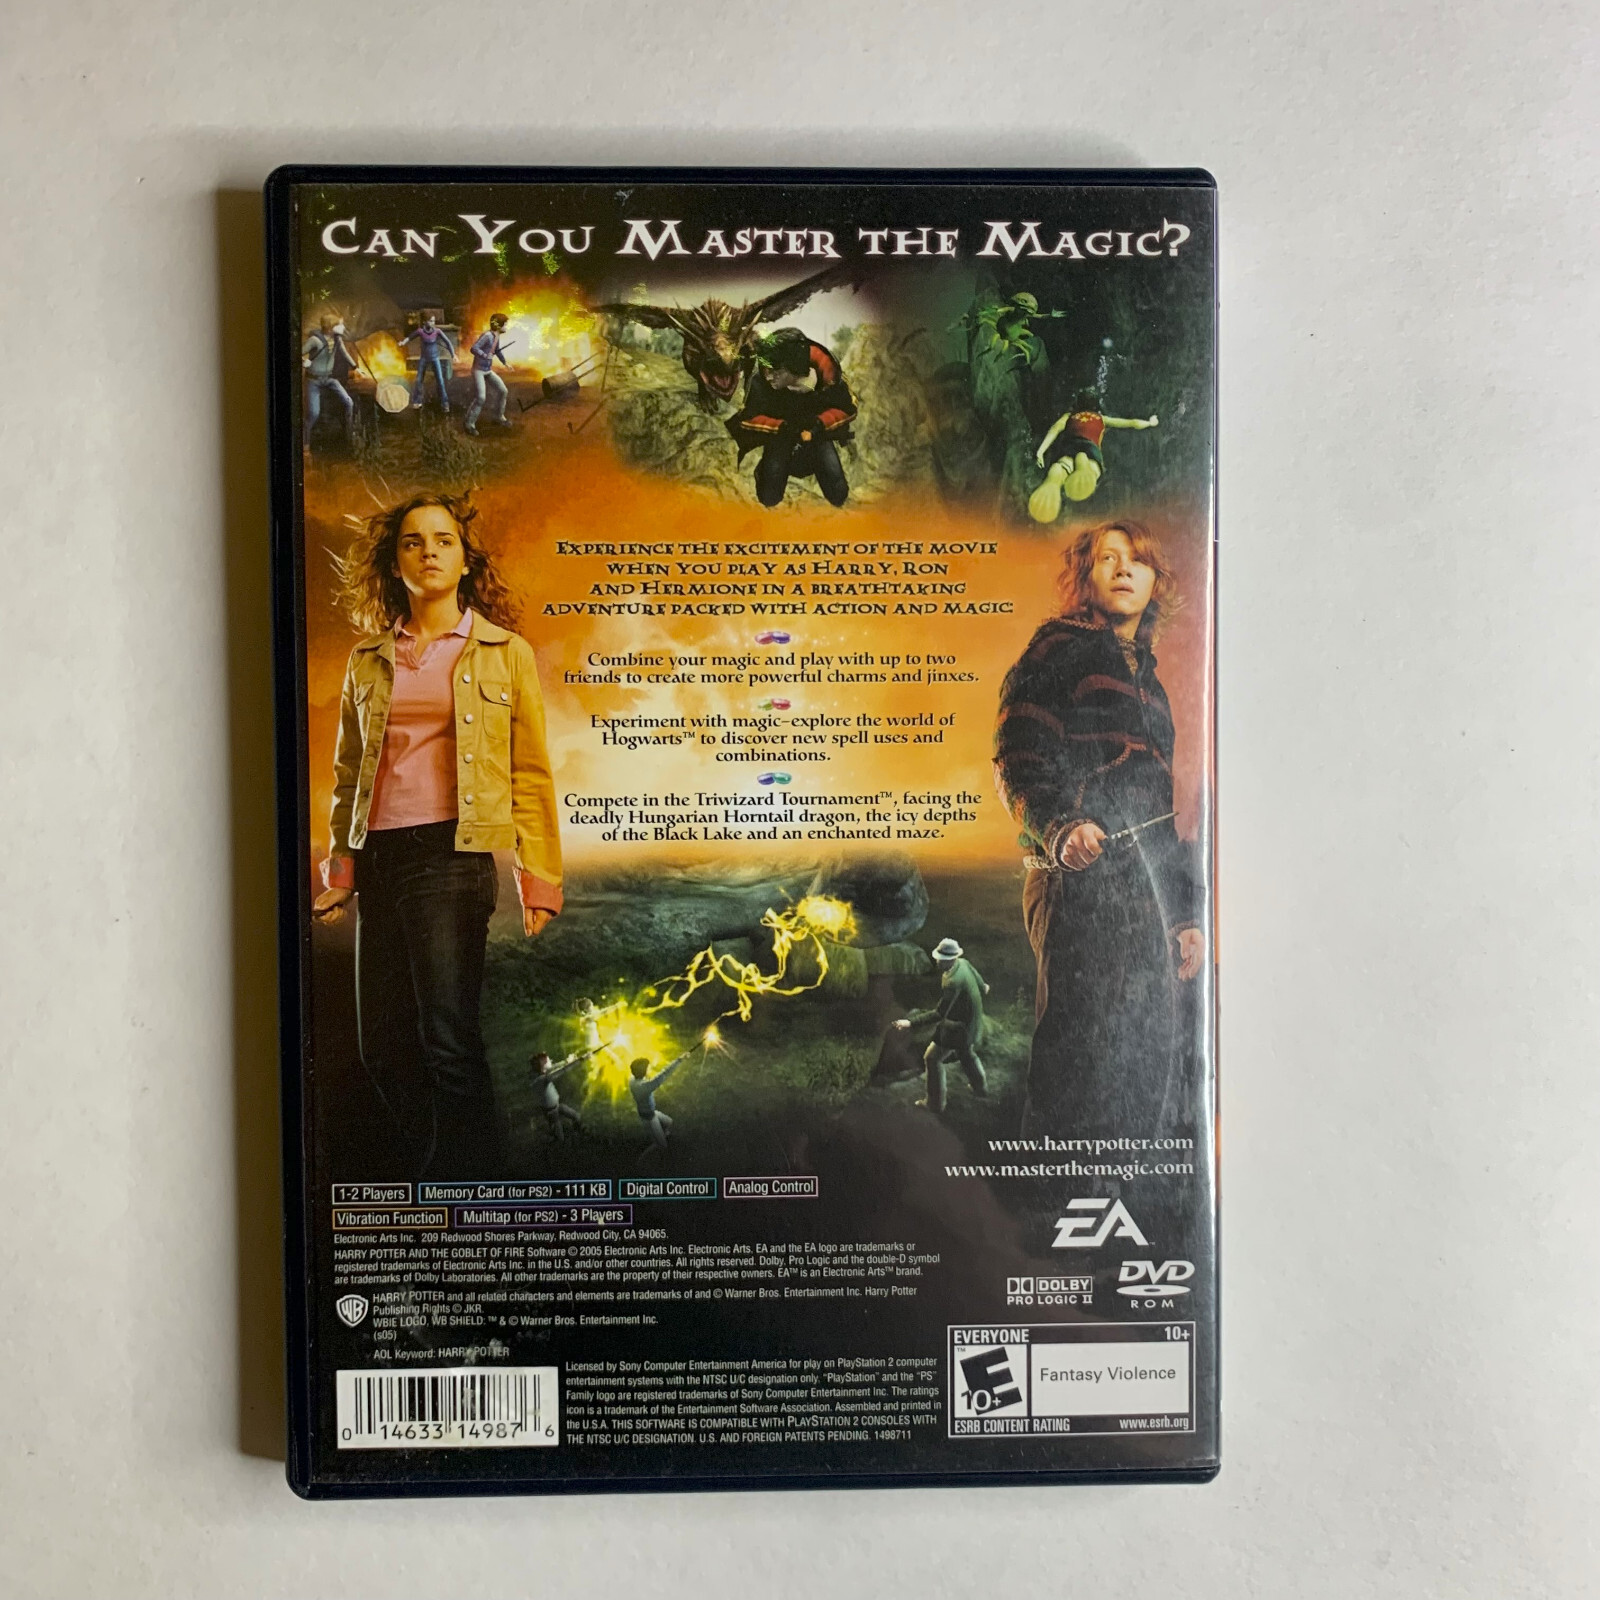 CAN YOU MASTER THE MAGIC?
EXPERIENCE THE EXCITEMENT OF THE MOVIE
WHEN YOU PLAY AS HARRY, RON
AND HERMIONE IN A BREATHTAKING
ADVENTURE PACKED WITH ACTION AND MAGIC:
Combine your magic and play with up to two
friends to create more powerful charms and jinxes.
Experiment with magic–explore the world of
Hogwarts™ to discover new spell uses and
combinations.
Compete in the Triwizard Tournament™, facing the
deadly Hungarian Horntail dragon, the icy depths
of the Black Lake and an enchanted maze.
www.harrypotter.com
www.masterthemagic.com
1-2 Players Memory Card (for PS2) - 111 KB Digital Control Analog Control
Vibration Function Multitap (for PS2) - 3 Players
Electronic Arts Inc. 209 Redwood Shores Parkway, Redwood City, CA 94065.
HARRY POTTER AND THE GOBLET OF FIRE Software © 2005 Electronic Arts Inc. Electronic Arts, EA and the EA logo are trademarks or
registered trademarks of Electronic Arts Inc. in the U.S. and/or other countries. All rights reserved. Dolby, Pro Logic and the double-D symbol
are trademarks of Dolby Laboratories. All other trademarks are the property of their respective owners. EA™ is an Electronic Arts™ brand.
WB
HARRY POTTER and all related characters and elements are trademarks of and © Warner Bros. Entertainment Inc. Harry Potter
Publishing Rights © JKR.
WBIE LOGO, WB SHIELD: ™ & © Warner Bros. Entertainment Inc.
(s05)
AOL Keyword: HARRY POTTER
EA
DOLBY
PRO LOGIC II
DVD
ROM
0 14633 14987 6
Licensed by Sony Computer Entertainment America for play on PlayStation 2 computer
entertainment systems with the NTSC U/C designation only. "PlayStation" and the "PS"
Family logo are registered trademarks of Sony Computer Entertainment Inc. The ratings
icon is a trademark of the Entertainment Software Association. Assembled and printed in
the U.S.A. THIS SOFTWARE IS COMPATIBLE WITH PLAYSTATION 2 CONSOLES WITH
THE NTSC U/C DESIGNATION. U.S. AND FOREIGN PATENTS PENDING. 1498711
EVERYONE 10+
E
10+
Fantasy Violence
ESRB CONTENT RATING www.esrb.org